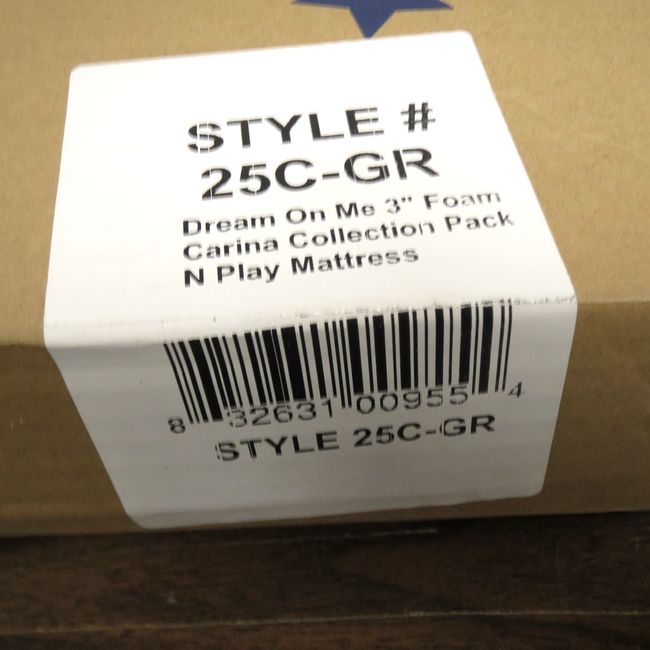 STYLE #
25C-GR
Dream On Me 3" Foam
Carina Collection Pack
N Play Mattress
8 32631 00955 4
STYLE 25C-GR